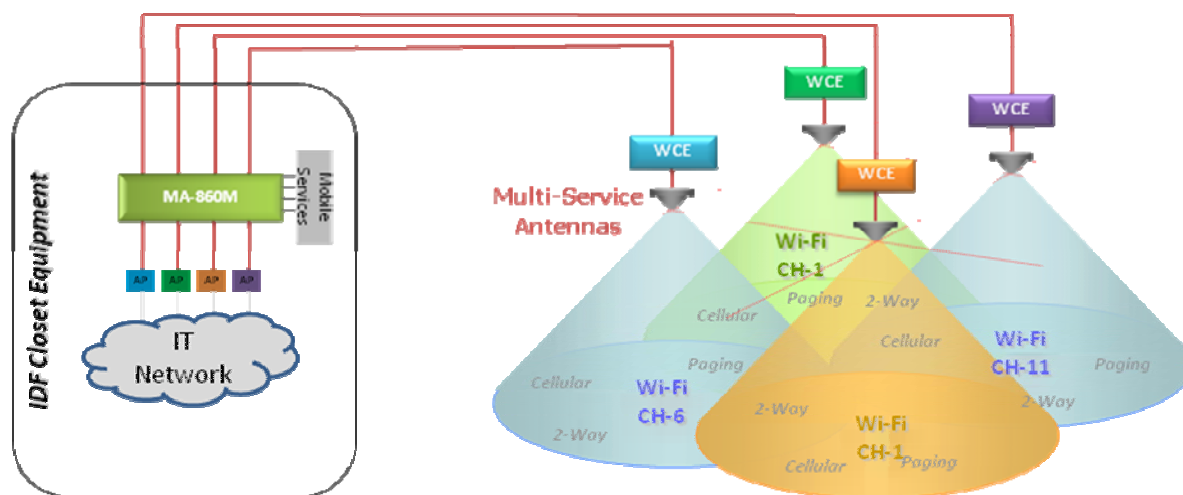 IDF Closet Equipment
MA-860M
Mobile
Services
AP
AP
AP
AP
IT
Network
Multi-Service
Antennas
WCE
WCE
WCE
WCE
Wi-Fi
CH-1
Cellular
Paging
2-Way
Cellular
Paging
2-Way
Wi-Fi
CH-6
Cellular
Paging
2-Way
Wi-Fi
CH-11
2-Way
Wi-Fi
CH-1
Cellular
Paging